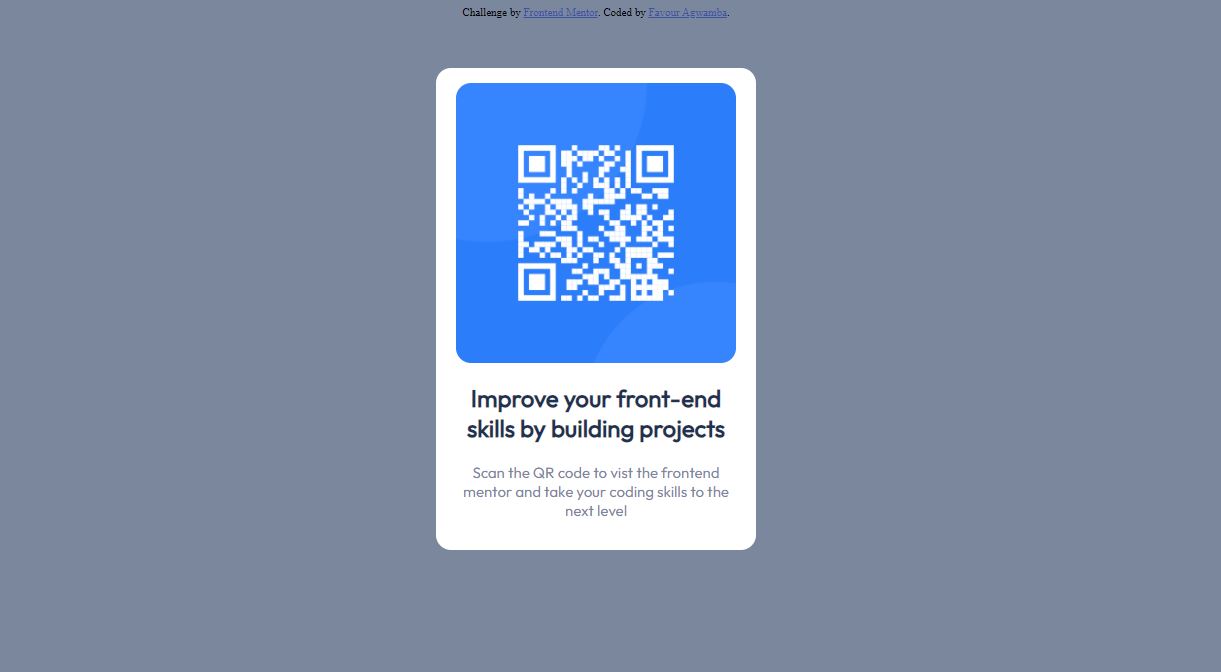 Challenge by Frontend Mentor. Coded by Favour Agwamba.
Improve your front-end
skills by building projects
Scan the QR code to vist the frontend
mentor and take your coding skills to the
next level